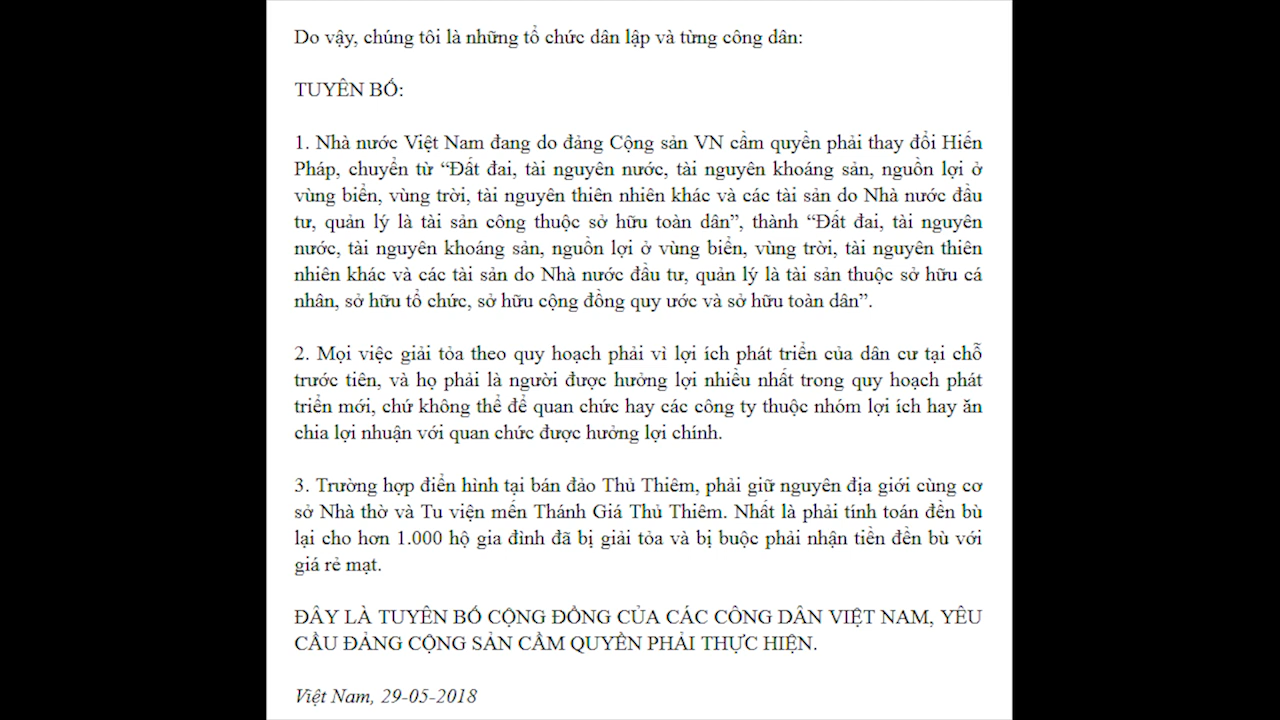 Do vậy, chúng tôi là những tổ chức dân lập và từng công dân:
TUYÊN BỐ:
1. Nhà nước Việt Nam đang do đảng Cộng sản VN cầm quyền phải thay đổi Hiến
Pháp, chuyển từ “Đất đai, tài nguyên nước, tài nguyên khoáng sản, nguồn lợi ở
vùng biển, vùng trời, tài nguyên thiên nhiên khác và các tài sản do Nhà nước đầu
tư, quản lý là tài sản công thuộc sở hữu toàn dân”, thành “Đất đai, tài nguyên
nước, tài nguyên khoáng sản, nguồn lợi ở vùng biển, vùng trời, tài nguyên thiên
nhiên khác và các tài sản do Nhà nước đầu tư, quản lý là tài sản thuộc sở hữu cá
nhân, sở hữu tổ chức, sở hữu cộng đồng quy ước và sở hữu toàn dân”.
2. Mọi việc giải tỏa theo quy hoạch phải vì lợi ích phát triển của dân cư tại chỗ
trước tiên, và họ phải là người được hưởng lợi nhiều nhất trong quy hoạch phát
triển mới, chứ không thể để quan chức hay các công ty thuộc nhóm lợi ích hay ăn
chia lợi nhuận với quan chức được hưởng lợi chính.
3. Trường hợp điển hình tại bán đảo Thủ Thiêm, phải giữ nguyên địa giới cùng cơ
sở Nhà thờ và Tu viện mến Thánh Giá Thủ Thiêm. Nhất là phải tính toán đền bù
lại cho hơn 1.000 hộ gia đình đã bị giải tỏa và bị buộc phải nhận tiền đền bù với
giá rẻ mạt.
ĐÂY LÀ TUYÊN BỐ CỘNG ĐỒNG CỦA CÁC CÔNG DÂN VIỆT NAM, YÊU
CẦU ĐẢNG CỘNG SẢN CẦM QUYỀN PHẢI THỰC HIỆN.
Việt Nam, 29-05-2018